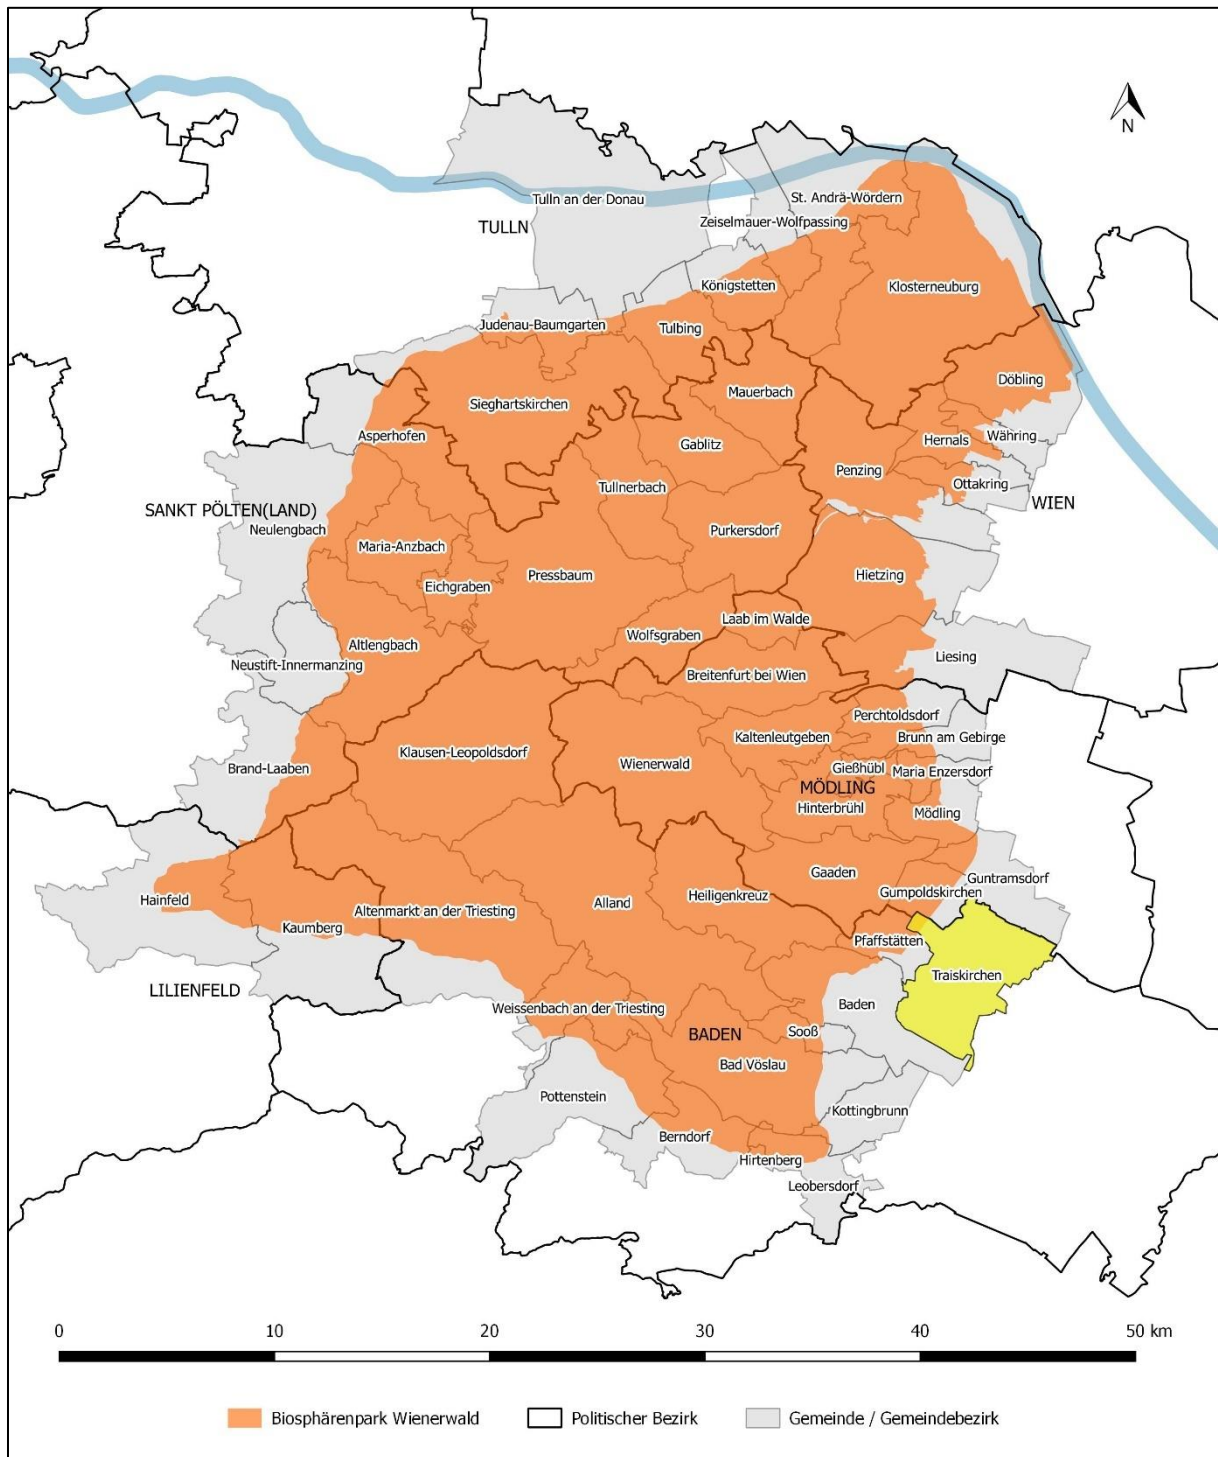 N
Tulln an der Donau
St. Andrä-Wördern
Zeiselmauer-Wolfpassing
TULLN
Königstetten
Klosterneuburg
Judenau-Baumgarten
Tulbing
Döbling
Mauerbach
Sieghartskirchen
Asperhofen
Gablitz
Hernals
Währing
Penzing
Ottakring
Tullnerbach
WIEN
SANKT PÖLTEN(LAND)
Neulengbach
Purkersdorf
Maria-Anzbach
Pressbaum
Hietzing
Eichgraben
Laab im Walde
Wolfsgraben
Altlengbach
Liesing
Neustift-Innermanzing
Breitenfurt bei Wien
Perchtoldsdorf
Kaltenleutgeben
Brunn am Gebirge
Klausen-Leopoldsdorf
Wienerwald
Brand-Laaben
Gießhübl
Maria Enzersdorf
MÖDLING
Hinterbrühl
Mödling
Gaaden
Guntramsdorf
Hainfeld
Heiligenkreuz
Gumpoldskirchen
Alland
Altenmarkt an der Triesting
Kaumberg
Pfaffstätten
Traiskirchen
LILIENFELD
Weissenbach an der Triesting
Baden
BADEN
Sooß
Bad Vöslau
Pottenstein
Kottingbrunn
Berndorf
Hirtenberg
Leobersdorf
0 10 20 30 40 50 km
Biosphärenpark Wienerwald Politischer Bezirk Gemeinde / Gemeindebezirk